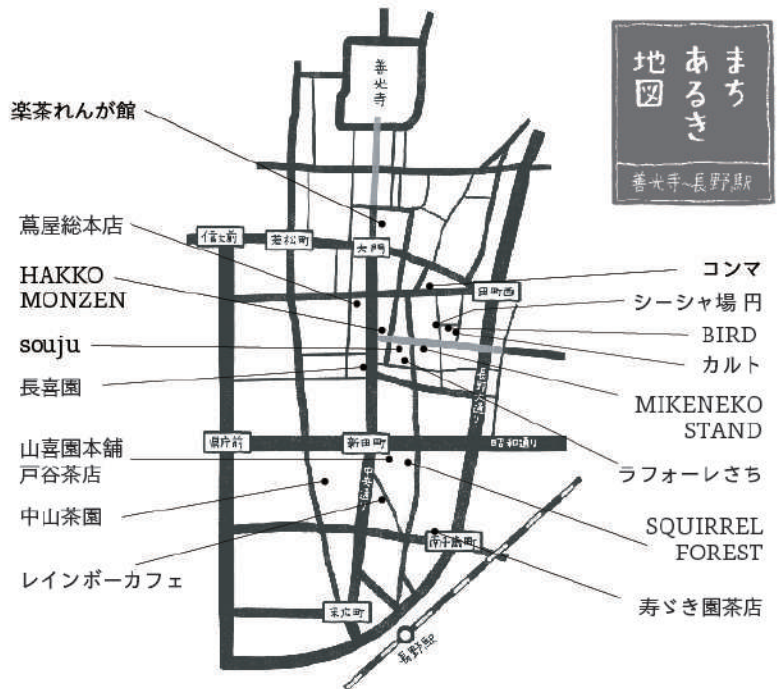 まち
あるき
地図
善光寺〜長野駅
善光寺
楽茶れんが館
蔦屋総本店
HAKKO
MONZEN
souju
長喜園
山喜園本舗
戸谷茶店
中山茶園
レインボーカフェ
コンマ
シーシャ場 円
BIRD
カルト
MIKENEKO
STAND
ラフォーレさち
SQUIRREL
FOREST
寿ゞき園茶店
信大前
若松町
大門
田町西
長野大通り
県庁前
新田町
昭和通り
中央通り
南千歳町
末広町
長野駅